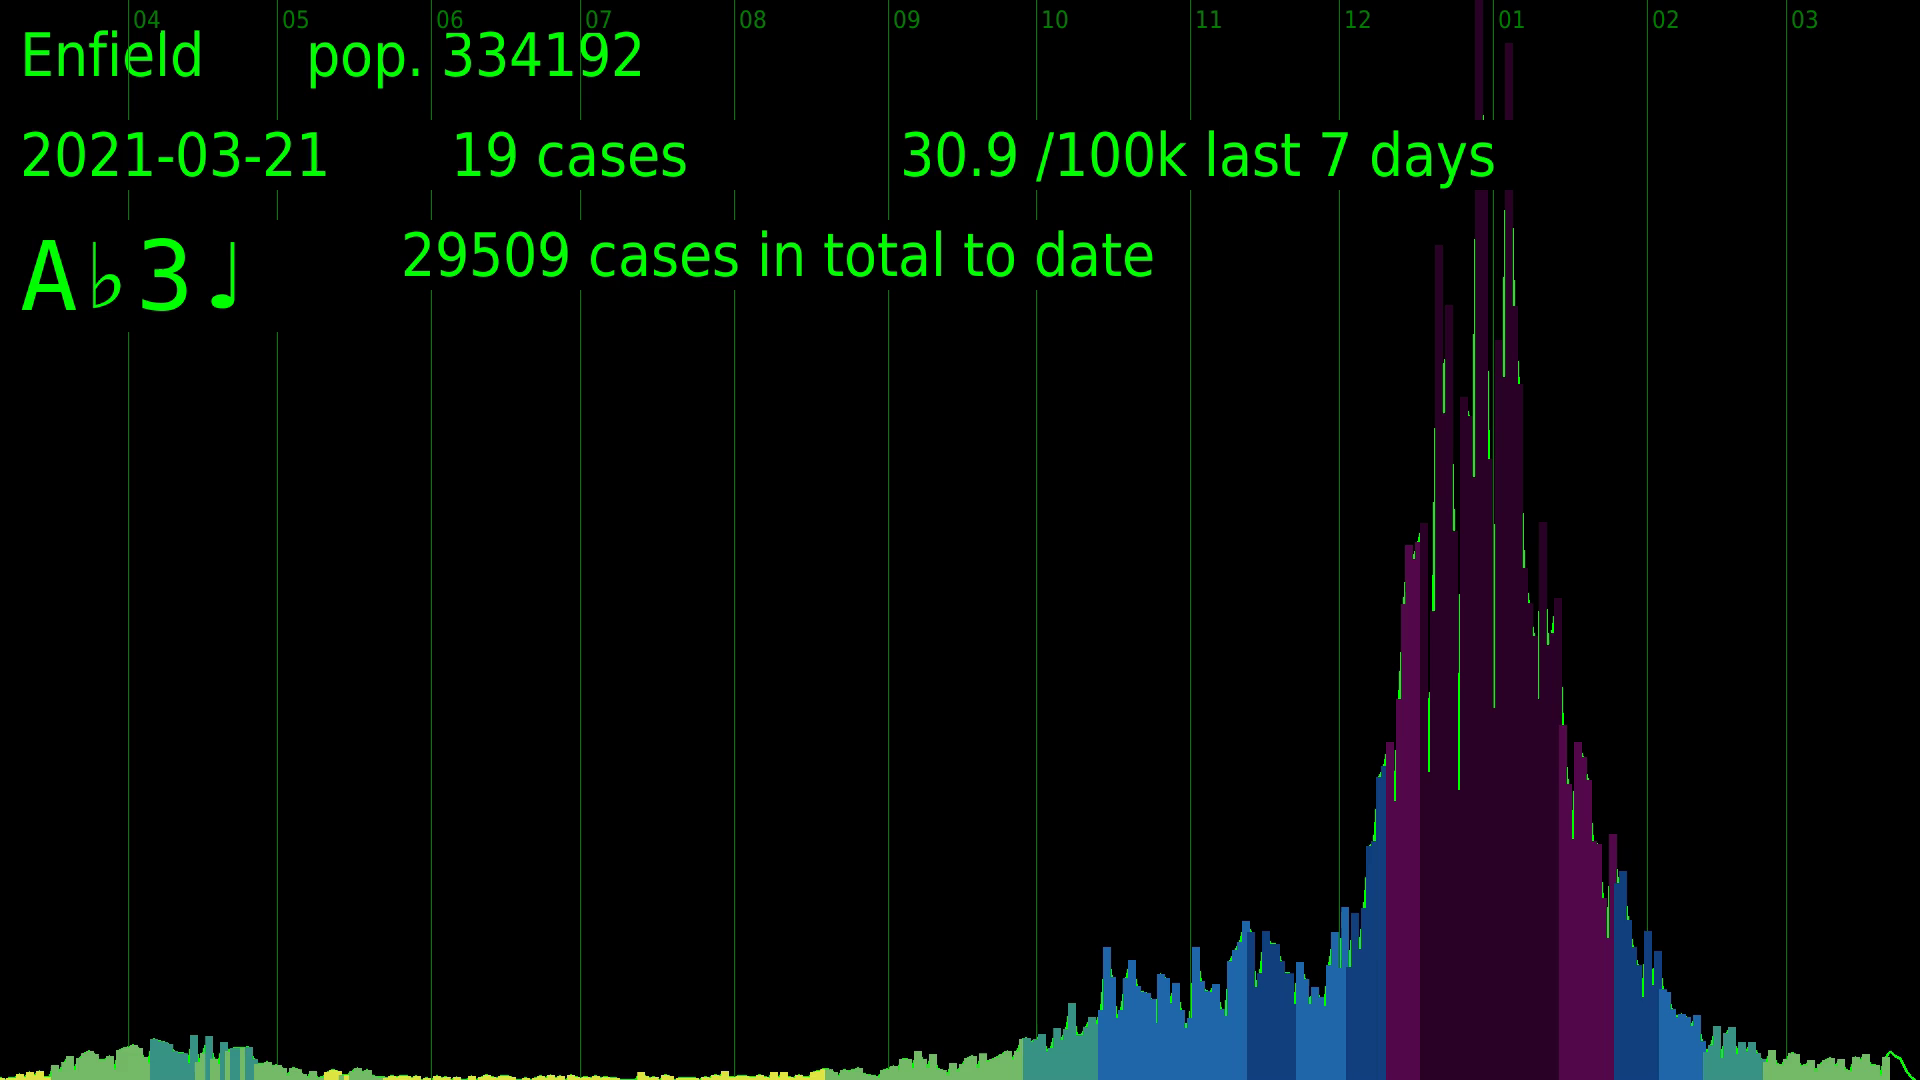 04 05 06 07 08 09 10 11 12 01 02 03
Enfield pop. 334192
2021-03-21 19 cases 30.9 /100k last 7 days
A♭3♩ 29509 cases in total to date